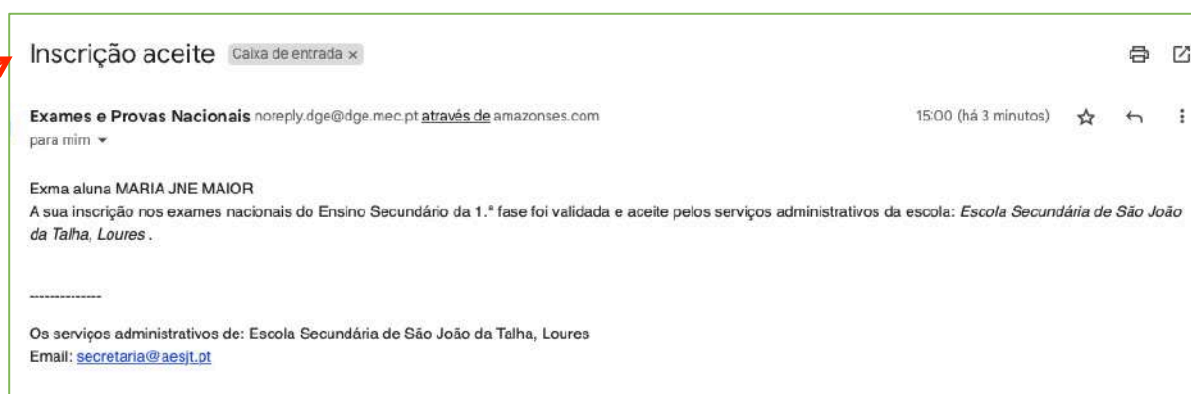 Inscrição aceite Caixa de entrada x
Exames e Provas Nacionais noreply.dge@dge.mec.pt através de amazonses.com 15:00 (há 3 minutos)
para mim
Exma aluna MARIA JNE MAIOR
A sua inscrição nos exames nacionais do Ensino Secundário da 1.ª fase foi validada e aceite pelos serviços administrativos da escola: Escola Secundária de São João
da Talha, Loures .
--------------
Os serviços administrativos de: Escola Secundária de São João da Talha, Loures
Email: secretaria@aesjt.pt